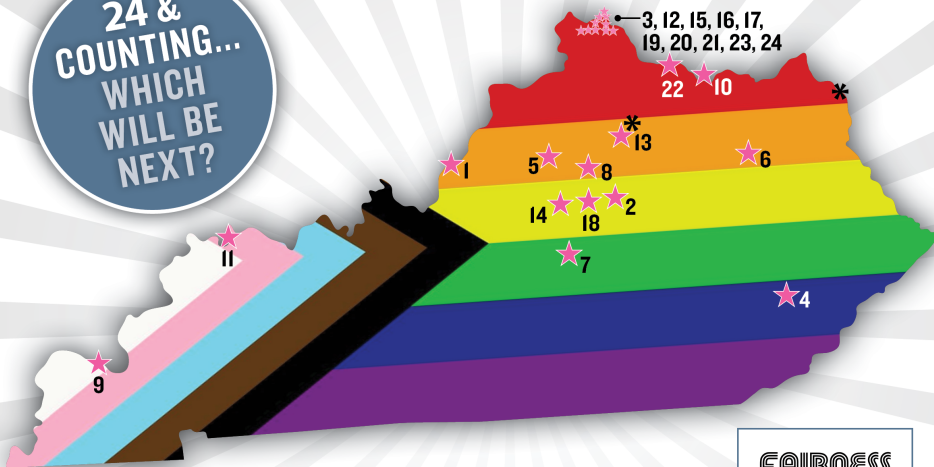 24 &
COUNTING...
WHICH
WILL BE
NEXT?
3, 12, 15, 16, 17,
19, 20, 21, 23, 24
22
10
*
*
13
1
5
8
6
14
18
2
11
7
4
9
FAIRNESS